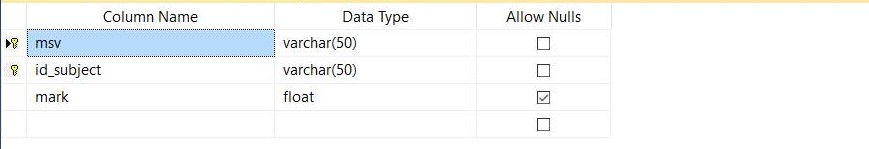 Column Name Data Type Allow Nulls
msv varchar(50)
id_subject varchar(50)
mark float